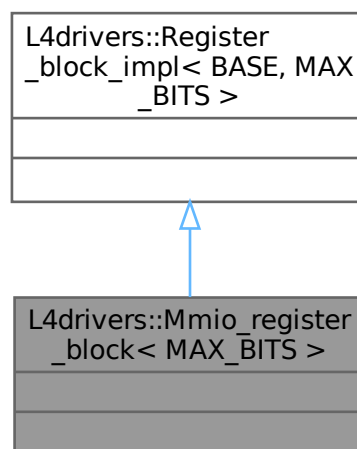 L4drivers::Register
_block_impl< BASE, MAX
_BITS >
L4drivers::Mmio_register
_block< MAX_BITS >